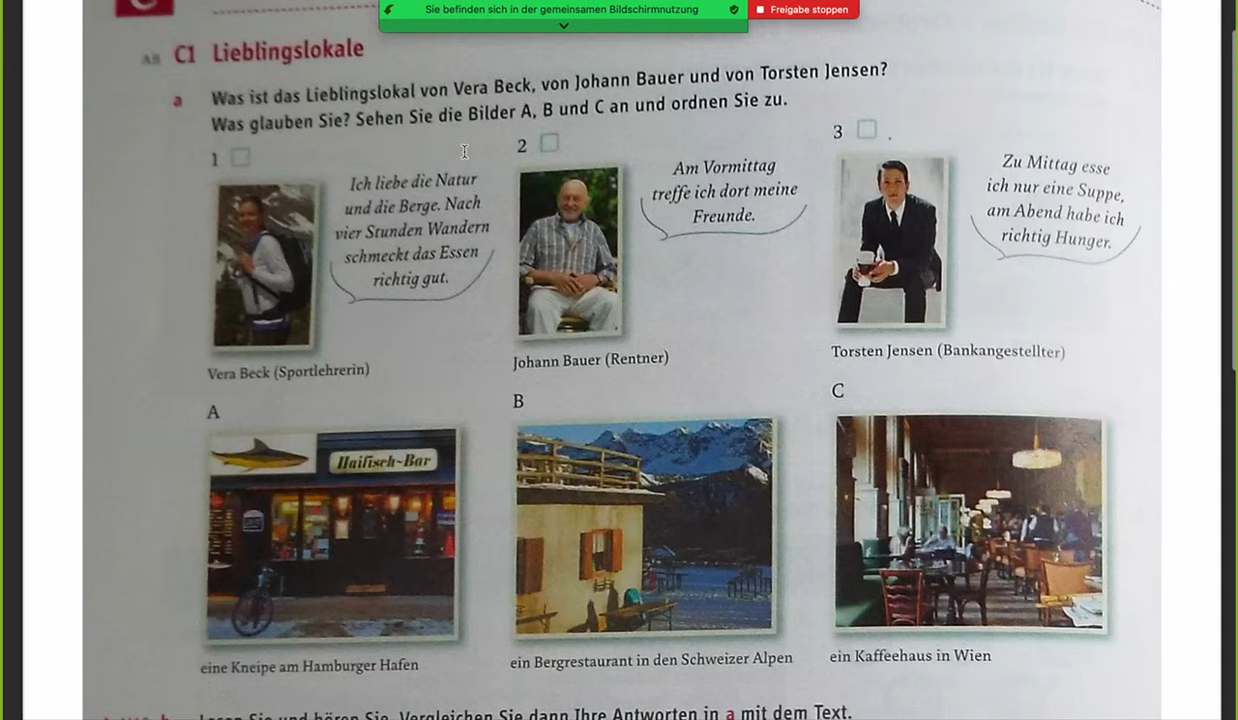 Sie befinden sich in der gemeinsamen Bildschirmnutzung
Freigabe stoppen
C
AB C1 Lieblingslokale
a Was ist das Lieblingslokal von Vera Beck, von Johann Bauer und von Torsten Jensen?
Was glauben Sie? Sehen Sie die Bilder A, B und C an und ordnen Sie zu.
1
Ich liebe die Natur
und die Berge. Nach
vier Stunden Wandern
schmeckt das Essen
richtig gut.
Vera Beck (Sportlehrerin)
2
Am Vormittag
treffe ich dort meine
Freunde.
Johann Bauer (Rentner)
3
Zu Mittag esse
ich nur eine Suppe,
am Abend habe ich
richtig Hunger.
Torsten Jensen (Bankangestellter)
A
Haifisch-Bar
eine Kneipe am Hamburger Hafen
B
ein Bergrestaurant in den Schweizer Alpen
C
ein Kaffeehaus in Wien
b Lesen Sie und hören Sie. Vergleichen Sie dann Ihre Antworten in a mit dem Text.